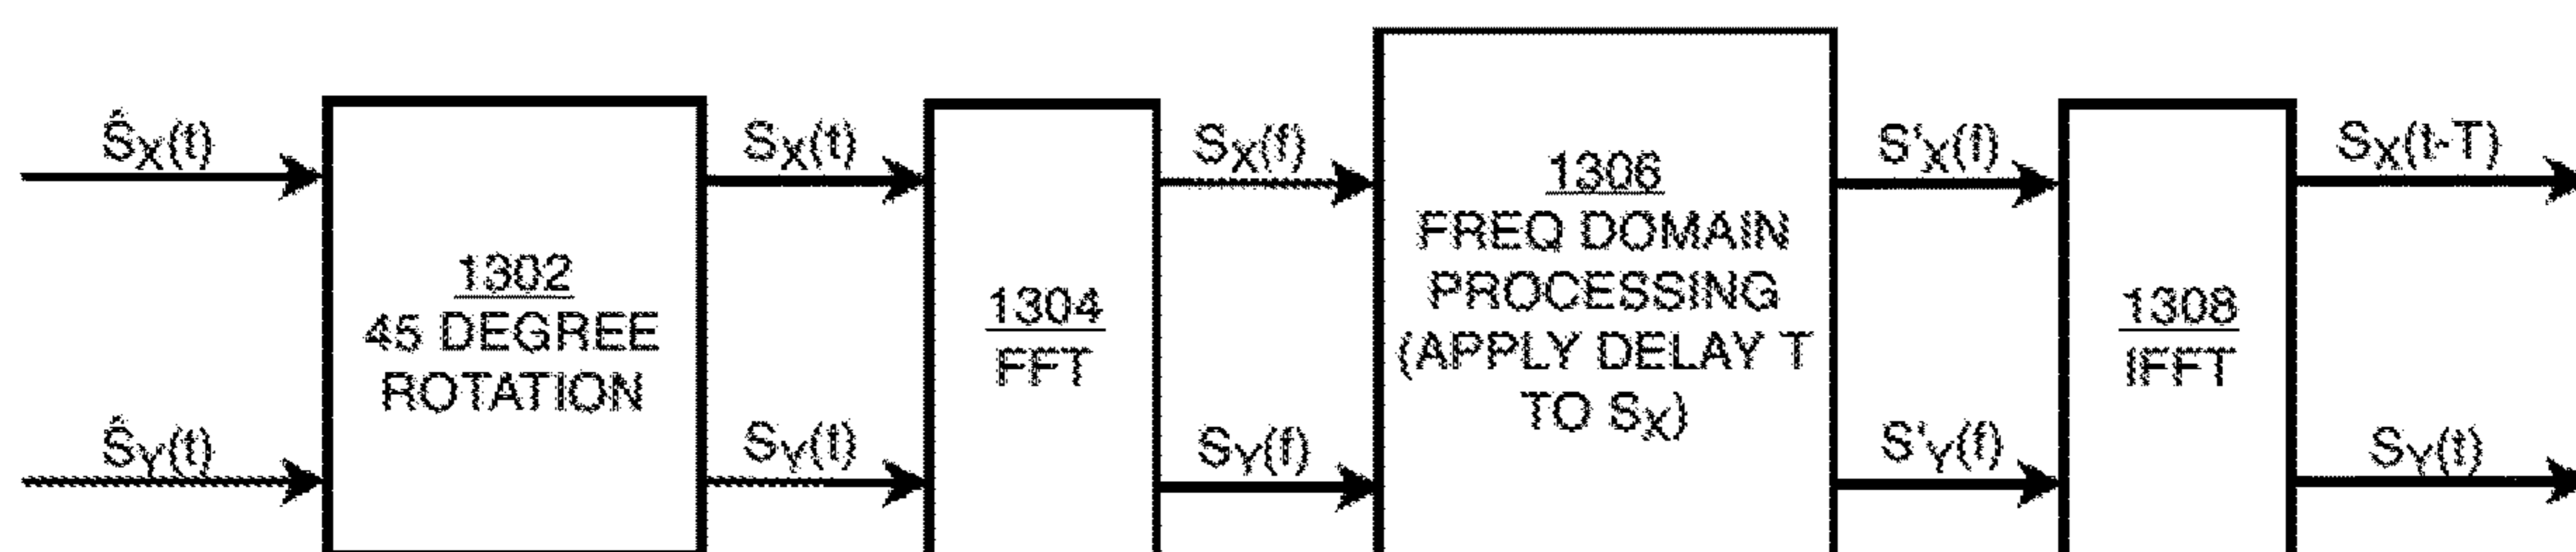 ŜX(t)
ŜY(t)
1302
45 DEGREE
ROTATION
SX(t)
SY(t)
1304
FFT
SX(f)
SY(f)
1306
FREQ DOMAIN
PROCESSING
(APPLY DELAY T
TO SX)
S'X(f)
S'Y(f)
1308
IFFT
SX(t-T)
SY(t)